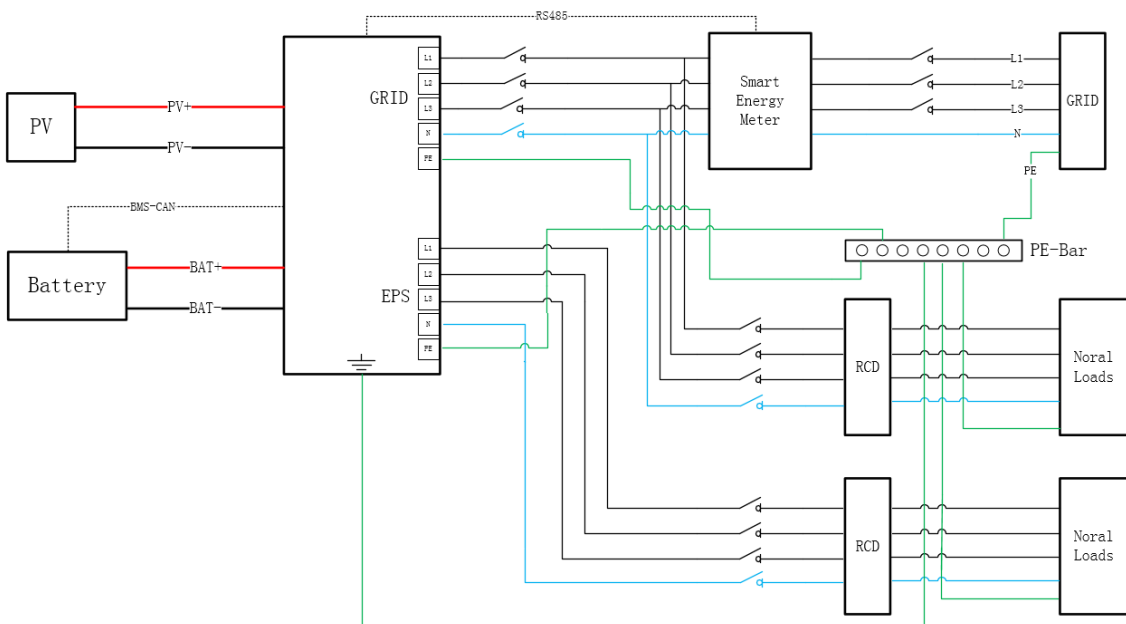 RS485
L1
L2
GRID
L3
N
PE
PV
PV+
PV-
BMS-CAN
Battery
BAT+
BAT-
L1
L2
EPS
L3
N
PE
Smart
Energy
Meter
L1
L2
L3
N
GRID
PE
PE-Bar
RCD
Noral
Loads
RCD
Noral
Loads